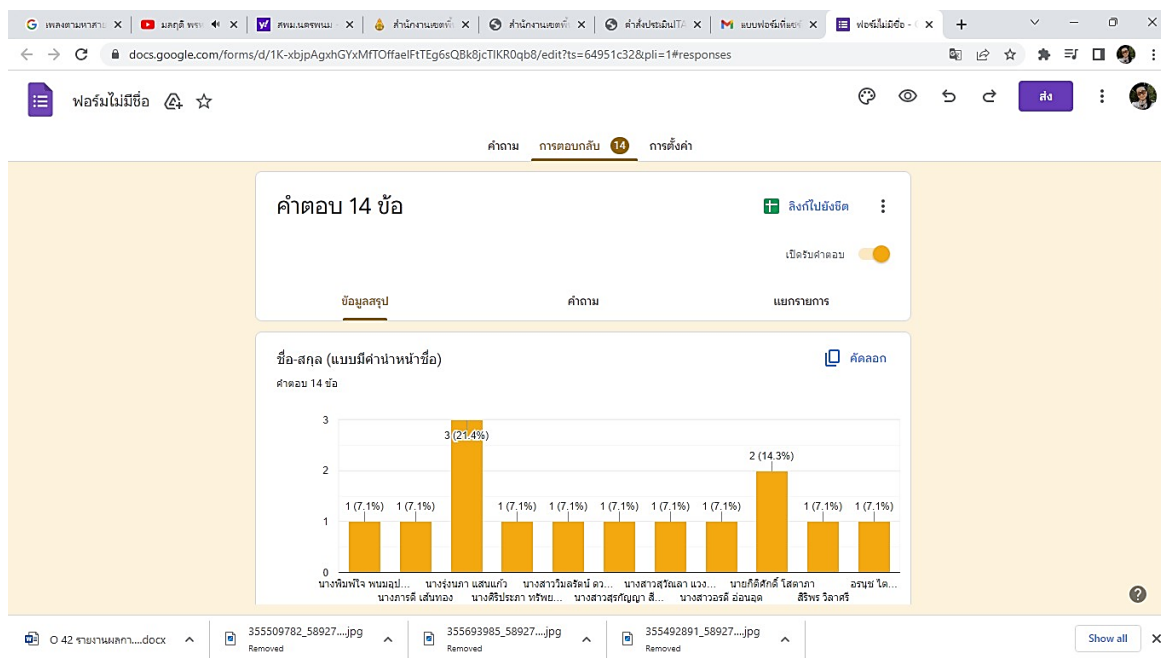 เพลงตามหาสาย
มลฤดี พรห
สพม.นครพนม -
สำนักงานเขตพื้
สำนักงานเขตพื้
คำสั่งประเมินITA
แบบฟอร์มที่แชร์
ฟอร์มไม่มีชื่อ - G
docs.google.com/forms/d/1K-xbjpAgxhGYxMfTOffaelFtTEg6sQBk8jcTlKR0qb8/edit?ts=64951c32&pli=1#responses
ฟอร์มไม่มีชื่อ
ส่ง
คำถาม การตอบกลับ 14 การตั้งค่า
คำตอบ 14 ข้อ
ลิงก์ไปยังชีต
เปิดรับคำตอบ
ข้อมูลสรุป คำถาม แยกรายการ
ชื่อ-สกุล (แบบมีคำนำหน้าชื่อ)
คัดลอก
คำตอบ 14 ข้อ
3
3 (21.4%)
2 (14.3%)
2
1 (7.1%) 1 (7.1%) 1 (7.1%) 1 (7.1%) 1 (7.1%) 1 (7.1%) 1 (7.1%) 1 (7.1%) 1 (7.1%)
1
0
นางพิมพ์ใจ พนมอุป... นางรุ่งนภา แสนแก้ว นางสาววิมลรัตน์ ดว... นางสาวสุวัณลา แวง... นายกิติศักดิ์ โสดาภา อรนุช ไต...
นางภารดี เส้นทอง นางศิริประภา ทรัพย... นางสาวสุรกัญญา สี... นางสาวอรดี อ่อนอุด สิริพร วิลาศรี
O 42 รายงานผลกา....docx
355509782_58927....jpg
Removed
355693985_58927....jpg
Removed
355492891_58927....jpg
Removed
Show all